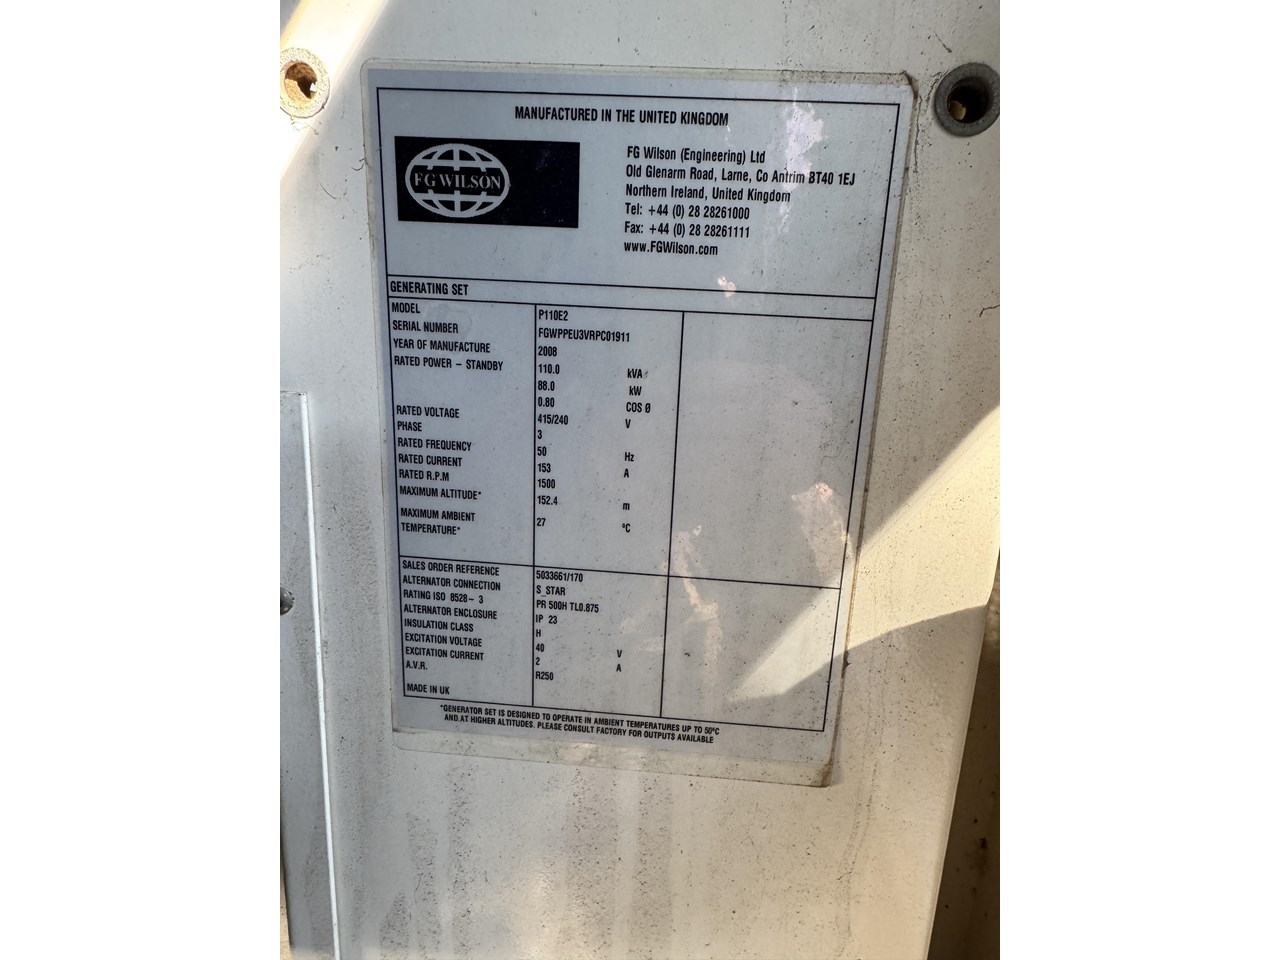 MANUFACTURED IN THE UNITED KINGDOM
FG WILSON
FG Wilson (Engineering) Ltd
Old Glenarm Road, Larne, Co Antrim BT40 1EJ
Northern Ireland, United Kingdom
Tel: +44 (0) 28 28261000
Fax: +44 (0) 28 28261111
www.FGWilson.com
GENERATING SET
MODEL P110E2
SERIAL NUMBER FGWPPEU3VRPC01911
YEAR OF MANUFACTURE 2008
RATED POWER - STANDBY 110.0 kVA
88.0 kW
0.80 COS Ø
RATED VOLTAGE 415/240 V
PHASE 3
RATED FREQUENCY 50 Hz
RATED CURRENT 153 A
RATED R.P.M 1500
MAXIMUM ALTITUDE* 152.4 m
MAXIMUM AMBIENT
TEMPERATURE* 27 °C
SALES ORDER REFERENCE 5033661/170
ALTERNATOR CONNECTION S_STAR
RATING ISO 8528- 3 PR 500H TL0.875
ALTERNATOR ENCLOSURE IP 23
INSULATION CLASS H
EXCITATION VOLTAGE 40 V
EXCITATION CURRENT 2 A
A.V.R. R250
MADE IN UK
*GENERATOR SET IS DESIGNED TO OPERATE IN AMBIENT TEMPERATURES UP TO 50°C
AND.AT HIGHER ALTITUDES. PLEASE CONSULT FACTORY FOR OUTPUTS AVAILABLE